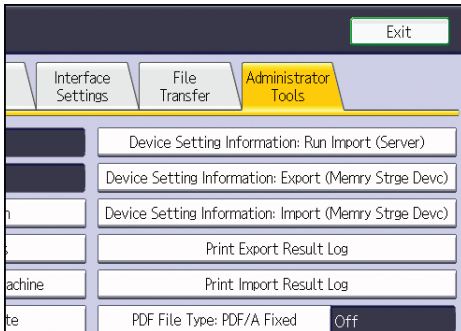 Exit
Interface
Settings
File
Transfer
Administrator
Tools
Device Setting Information: Run Import (Server)
Device Setting Information: Export (Memry Strge Devc)
Device Setting Information: Import (Memry Strge Devc)
Print Export Result Log
achine
Print Import Result Log
te
PDF File Type: PDF/A Fixed
Off